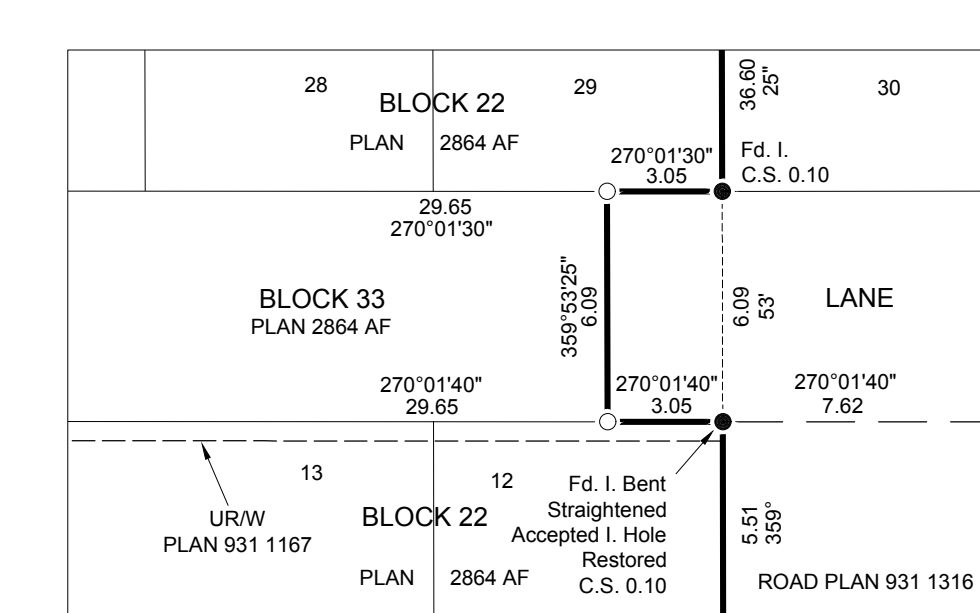 28
BLOCK 22
29
36.60
25"
30
PLAN 2864 AF
270°01'30"
3.05
Fd. I.
C.S. 0.10
29.65
270°01'30"
359°53'25"
6.09
BLOCK 33
PLAN 2864 AF
6.09
53'
LANE
270°01'40"
29.65
270°01'40"
3.05
270°01'40"
7.62
13
12
Fd. I. Bent
Straightened
Accepted I. Hole
Restored
C.S. 0.10
UR/W
PLAN 931 1167
BLOCK 22
5.51
359°
PLAN 2864 AF
ROAD PLAN 931 1316